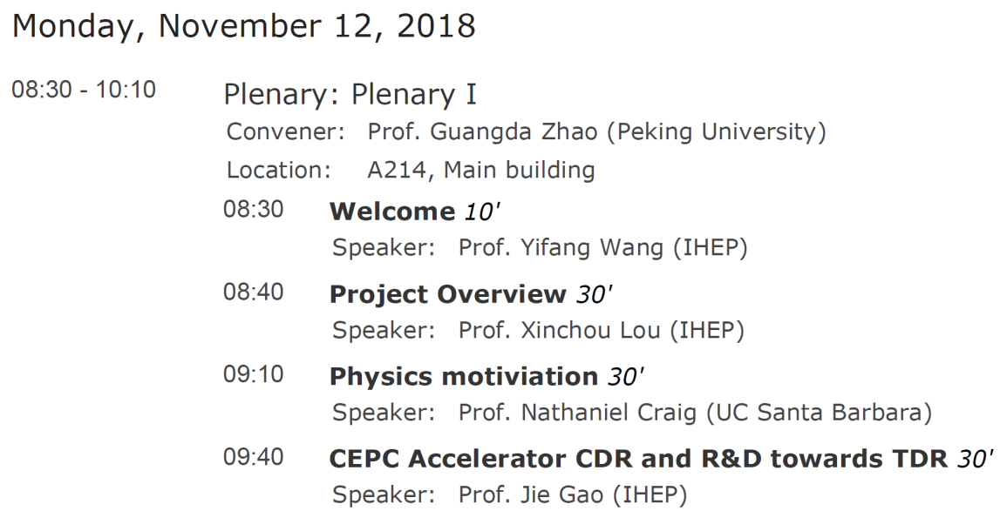 Monday, November 12, 2018
08:30 - 10:10 Plenary: Plenary I
Convener: Prof. Guangda Zhao (Peking University)
Location: A214, Main building
08:30 Welcome 10'
Speaker: Prof. Yifang Wang (IHEP)
08:40 Project Overview 30'
Speaker: Prof. Xinchou Lou (IHEP)
09:10 Physics motiviation 30'
Speaker: Prof. Nathaniel Craig (UC Santa Barbara)
09:40 CEPC Accelerator CDR and R&D towards TDR 30'
Speaker: Prof. Jie Gao (IHEP)